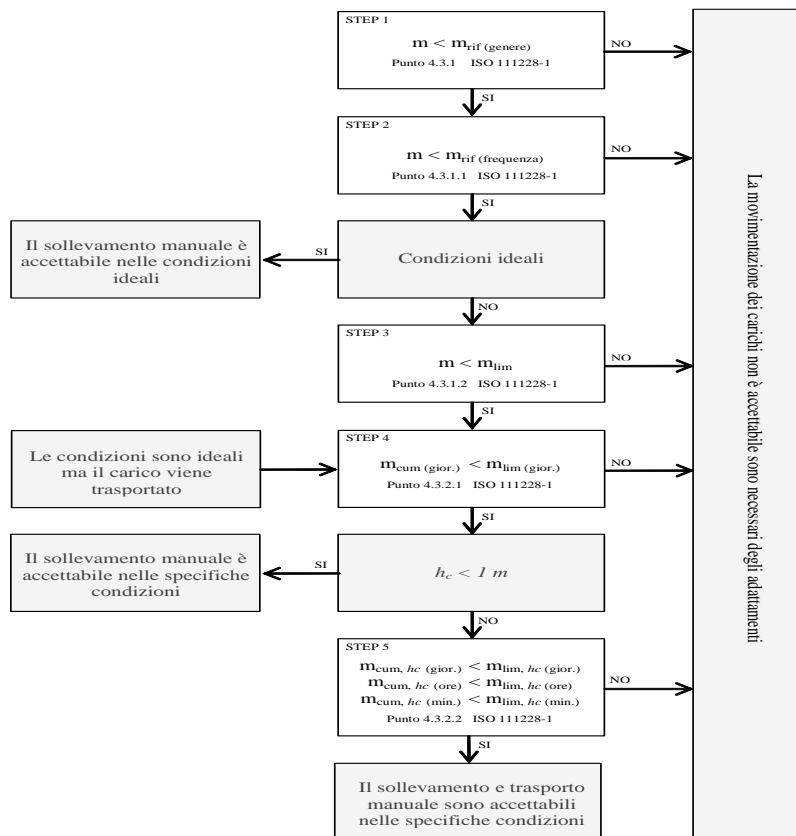 STEP 1
m < mrif (genere)
Punto 4.3.1 ISO 111228-1
NO
SI
STEP 2
m < mrif (frequenza)
Punto 4.3.1.1 ISO 111228-1
NO
SI
Il sollevamento manuale è
accettabile nelle condizioni
ideali
SI
Condizioni ideali
NO
STEP 3
m < mlim
Punto 4.3.1.2 ISO 111228-1
NO
SI
Le condizioni sono ideali
ma il carico viene
trasportato
STEP 4
mcum (gior.) < mlim (gior.)
Punto 4.3.2.1 ISO 111228-1
NO
SI
Il sollevamento manuale è
accettabile nelle specifiche
condizioni
SI
hc < 1 m
NO
STEP 5
mcum, hc (gior.) < mlim, hc (gior.)
mcum, hc (ore) < mlim, hc (ore)
mcum, hc (min.) < mlim, hc (min.)
Punto 4.3.2.2 ISO 111228-1
NO
SI
Il sollevamento e trasporto
manuale sono accettabili
nelle specifiche condizioni
La movimentazione dei carichi non è accettabile sono necessari degli adattamenti